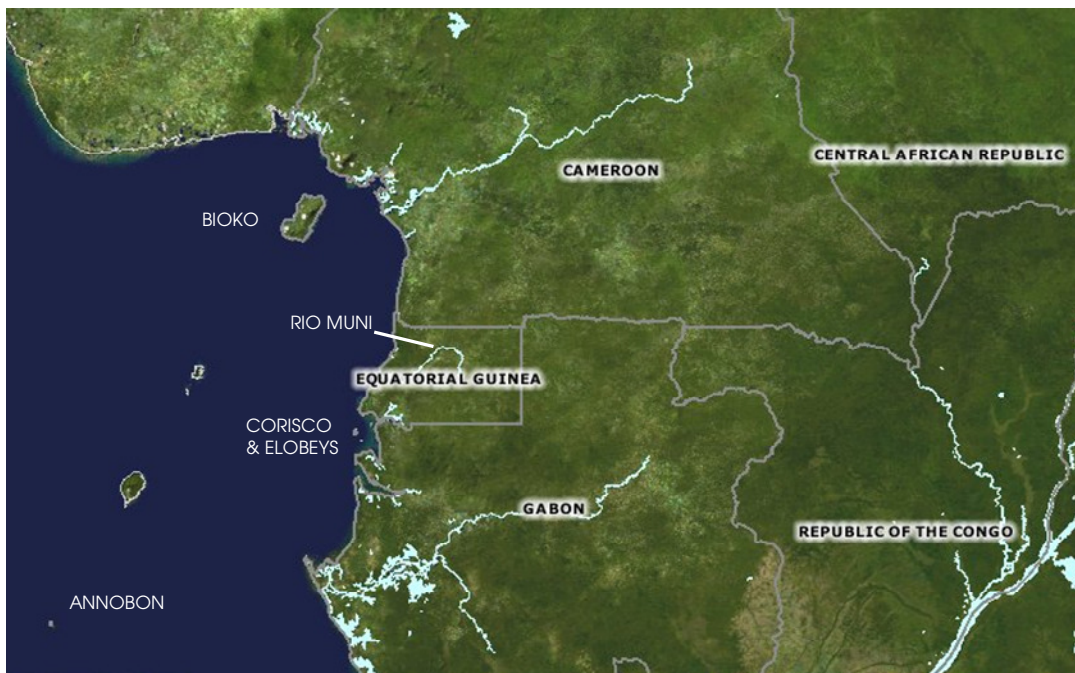 CAMEROON
CENTRAL AFRICAN REPUBLIC
BIOKO
RIO MUNI
EQUATORIAL GUINEA
CORISCO
& ELOBEYS
GABON
REPUBLIC OF THE CONGO
ANNOBON